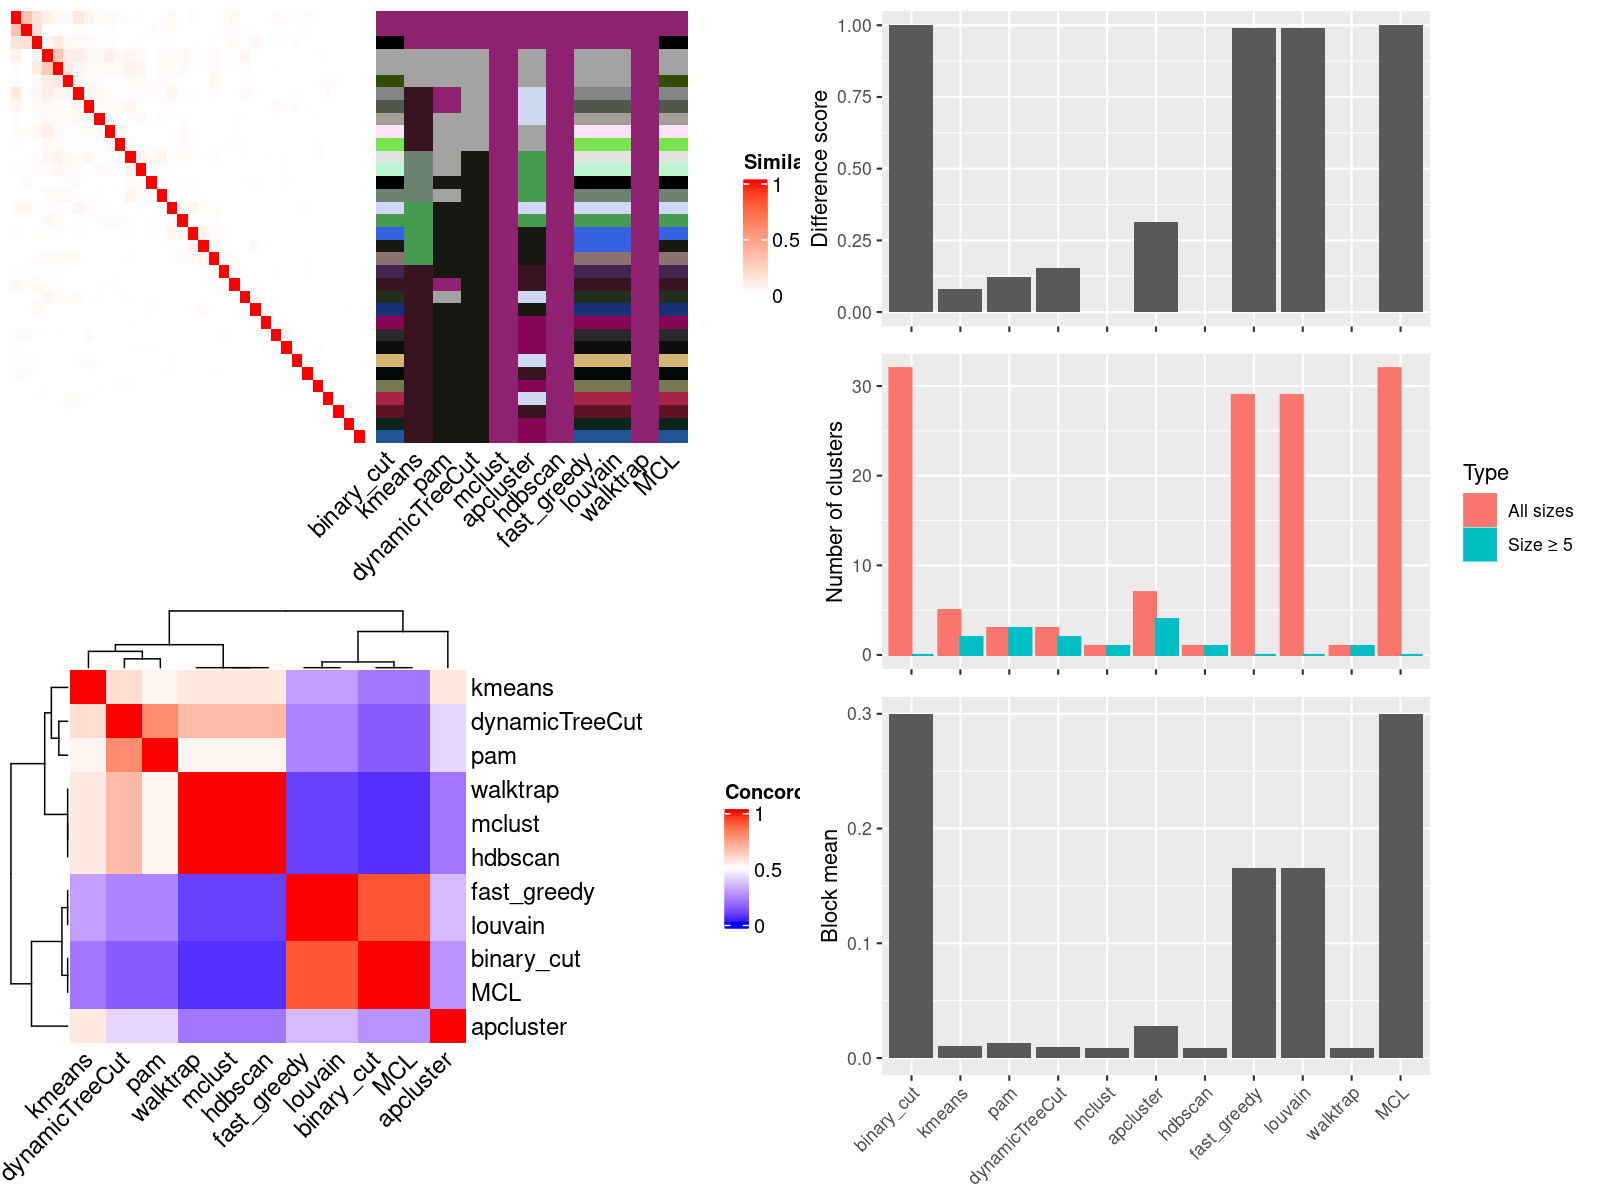 Simila
1
0.5
0
binary_cut
kmeans
pam
dynamicTreeCut
mclust
apcluster
hdbscan
fast_greedy
louvain
walktrap
MCL
kmeans
dynamicTreeCut
pam
walktrap
mclust
hdbscan
fast_greedy
louvain
binary_cut
MCL
apcluster
Concord
1
0.5
0
kmeans
dynamicTreeCut
pam
walktrap
mclust
hdbscan
fast_greedy
louvain
binary_cut
MCL
apcluster
Difference score
1.00
0.75
0.50
0.25
0.00
Number of clusters
30
20
10
0
Type
All sizes
Size ≥ 5
Block mean
0.3
0.2
0.1
0.0
binary_cut
kmeans
pam
dynamicTreeCut
mclust
apcluster
hdbscan
fast_greedy
louvain
walktrap
MCL